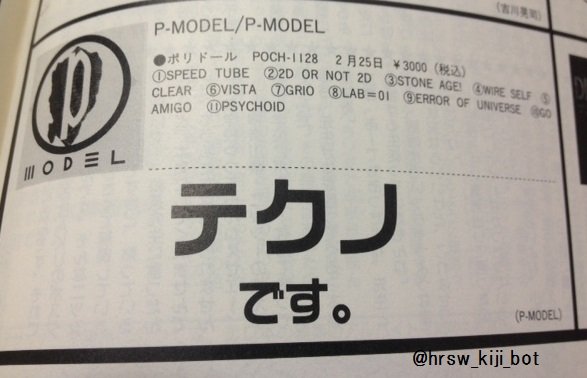 (吉川晃司)
P-MODEL/P-MODEL
●ポリドール POCH-1128 2月25日 ¥3000(税込)
①SPEED TUBE ②2D OR NOT 2D ③STONE AGE! ④WIRE SELF ⑤
CLEAR ⑥VISTA ⑦GRIO ⑧LAB=01 ⑨ERROR OF UNIVERSE ⑩GO
AMIGO ⑪PSYCHOID
p
MODEL
テクノ
です。
(P-MODEL)
@hrsw_kiji_bot